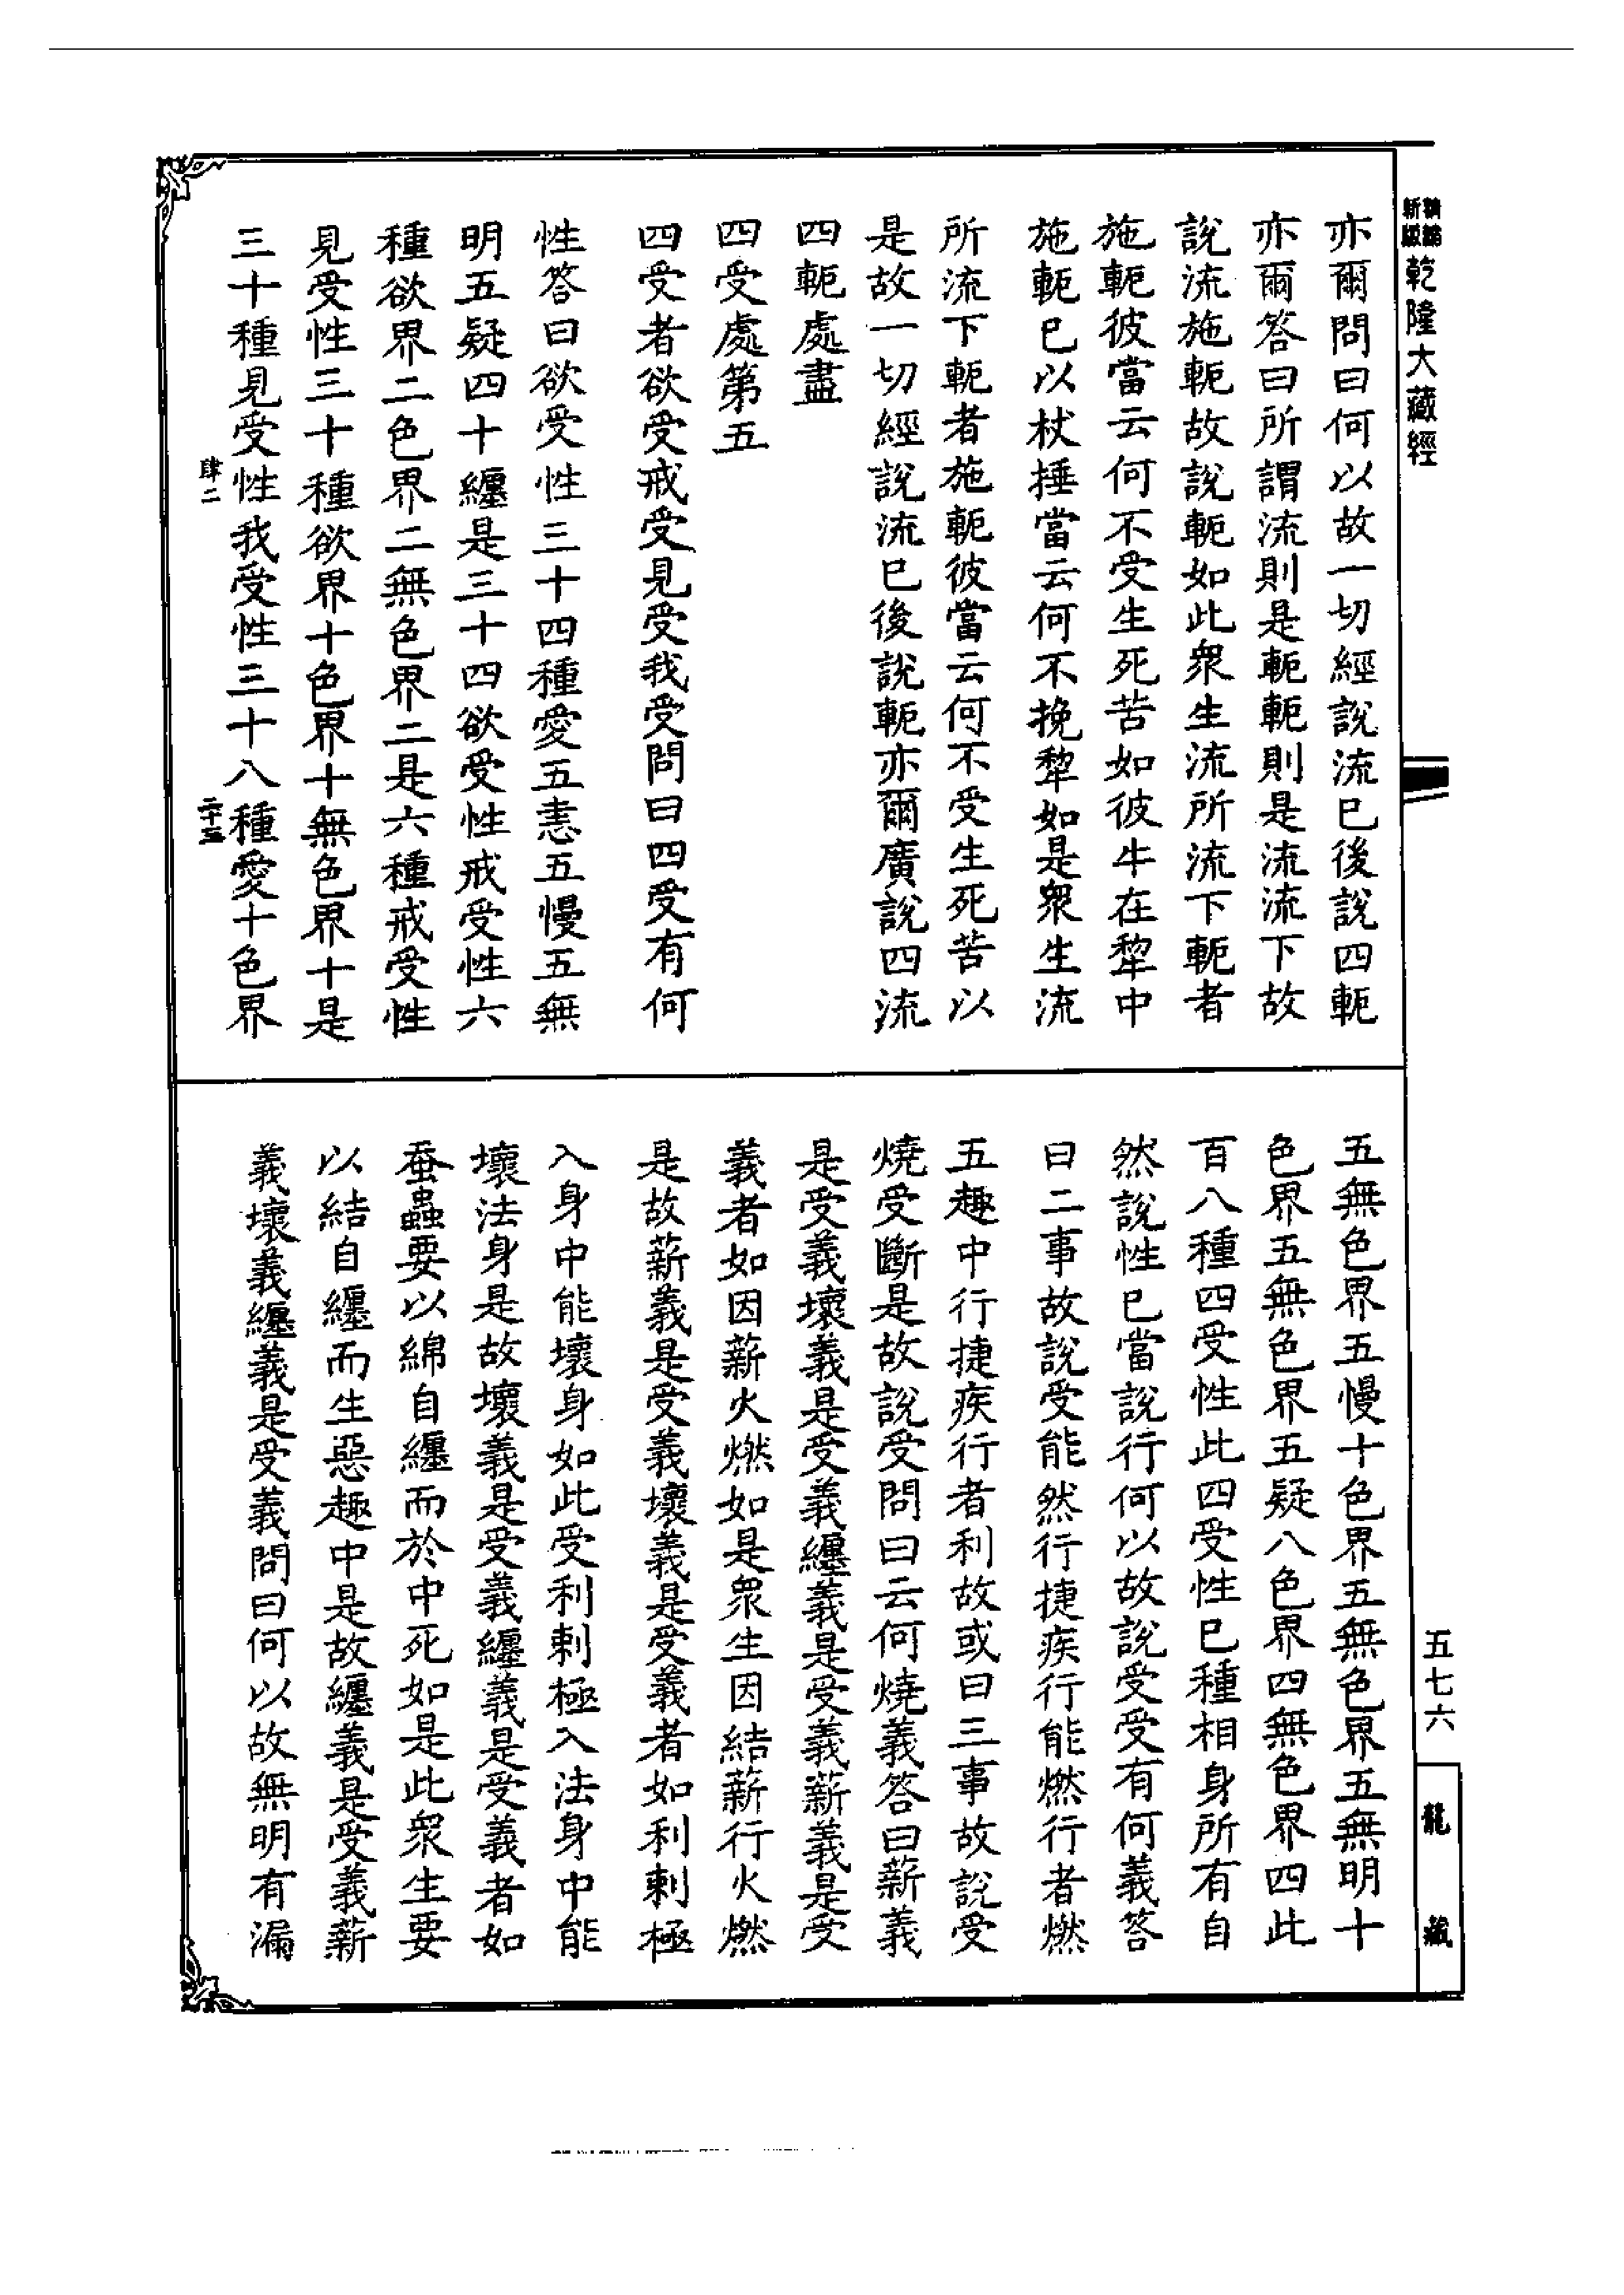 新編
新版
乾隆大藏經
亦爾問曰何以故一切經說流已後說四軛
亦爾答曰所謂流則是軛軛則是流流下故
說流施軛故說軛如此衆生流所流下軛者
施軛彼當云何不受生死苦如彼牛在犂中
施軛已以杖捶當云何不挽犂如是衆生流
所流下軛者施軛彼當云何不受生死苦以
是故一切經說流已後說軛亦爾廣說四流
四軛處盡
四受處第五
四受者欲受戒受見受我受問曰四受有何
性答曰欲受性三十四種愛五恚五慢五無
明五疑四十纏是三十四欲受性戒受性六
種欲界二色界二無色界二是六種戒受性
見受性三十種欲界十色界十無色界十是
三十種見受性我受性三十八種愛十色界
肆二
二十五
五無色界五慢十色界五無色界五無明十
色界五無色界五疑八色界四無色界四此
百八種四受性此四受性已種相身所有自
然說性已當說行何以故說受受有何義答
曰二事故說受能然行捷疾行能燃行者燃
五趣中行捷疾行者利故或曰三事故說受
燒受斷是故說受問曰云何燒義答曰薪義
是受義壞義是受義纏義是受義薪義是受
義者如因薪火燃如是衆生因結薪行火燃
是故薪義是受義壞義是受義者如利刺極
入身中能壞身如此受利刺極入法身中能
壞法身是故壞義是受義纏義是受義者如
蚕蟲要以綿自纏而於中死如是此衆生要
以結自纏而生惡趣中是故纏義是受義薪
義壞義纏義是受義問曰何以故無明有漏
五七六
龍藏